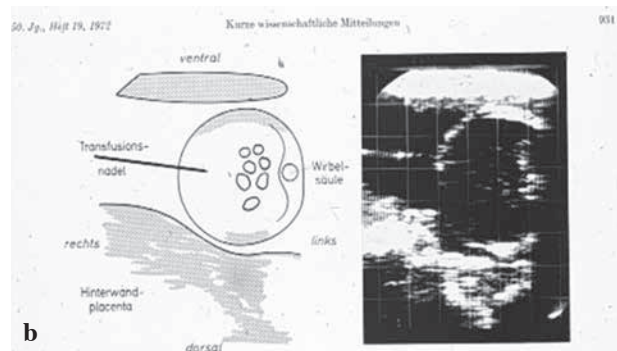 50. Jg., Heft 19, 1972
Kurze wissenschaftliche Mitteilungen
931
ventral
Transfusions-
nadel
Wirbel-
säule
rechts
links
Hinterwand-
placenta
dorsal
b